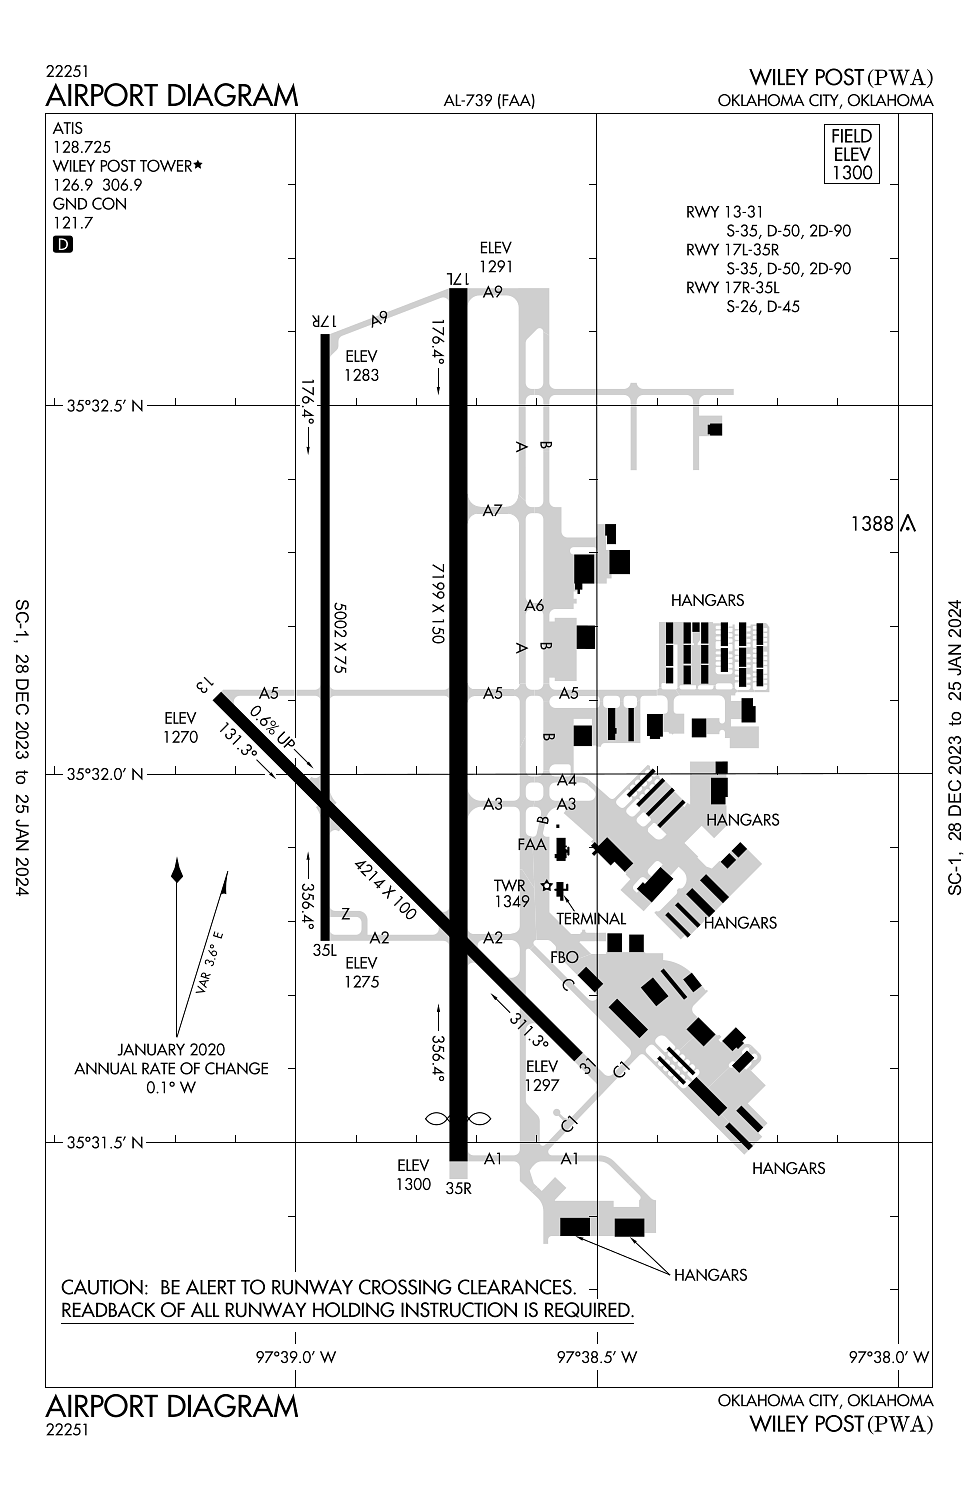 22251
AIRPORT DIAGRAM
AL-739 (FAA)
WILEY POST (PWA)
OKLAHOMA CITY, OKLAHOMA
ATIS
128.725
WILEY POST TOWER★
126.9 306.9
GND CON
121.7
D
FIELD
ELEV
1300
RWY 13-31
S-35, D-50, 2D-90
RWY 17L-35R
S-35, D-50, 2D-90
RWY 17R-35L
S-26, D-45
ELEV
1291
17L
A9
A9
17R
ELEV
1283
176.4°
176.4°
35°32.5' N
A
B
A7
1388
7199 X 150
5002 X 75
A6
HANGARS
A
B
13
A5
A5
A5
ELEV
1270
0.6% UP
131.3°
B
35°32.0' N
A4
A3
A3
HANGARS
B
FAA
4214 X 100
356.4°
TWR
1349
TERMINAL
HANGARS
Z
A2
A2
35L
ELEV
1275
FBO
C
VAR 3.6° E
311.3°
356.4°
JANUARY 2020
ANNUAL RATE OF CHANGE
0.1° W
ELEV
1297
31
C1
C1
35°31.5' N
A1
A1
ELEV
1300
35R
HANGARS
HANGARS
CAUTION: BE ALERT TO RUNWAY CROSSING CLEARANCES.
READBACK OF ALL RUNWAY HOLDING INSTRUCTION IS REQUIRED.
97°39.0' W
97°38.5' W
97°38.0' W
AIRPORT DIAGRAM
22251
OKLAHOMA CITY, OKLAHOMA
WILEY POST (PWA)
SC-1, 28 DEC 2023 to 25 JAN 2024
SC-1, 28 DEC 2023 to 25 JAN 2024